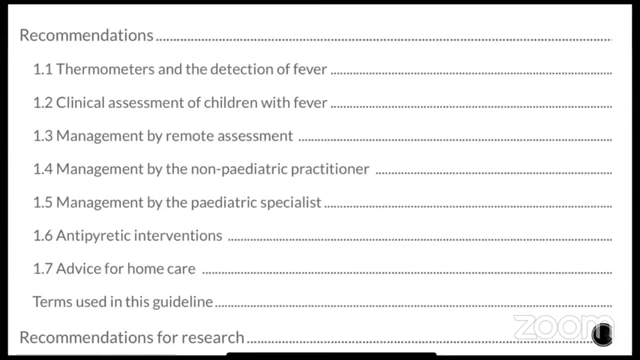 Recommendations
1.1 Thermometers and the detection of fever
1.2 Clinical assessment of children with fever
1.3 Management by remote assessment
1.4 Management by the non-paediatric practitioner
1.5 Management by the paediatric specialist
1.6 Antipyretic interventions
1.7 Advice for home care
Terms used in this guideline
Recommendations for research
zoom